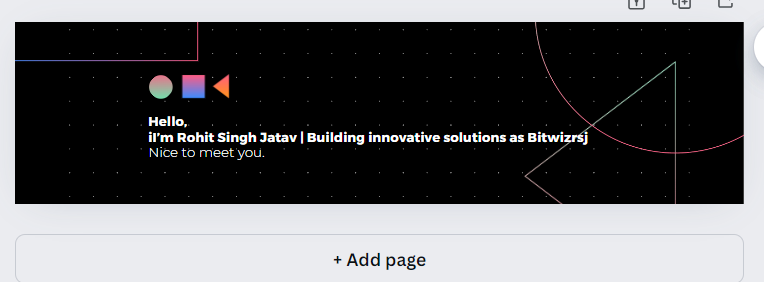 Hello,
iI'm Rohit Singh Jatav | Building innovative solutions as Bitwizrsj
Nice to meet you.
+ Add page